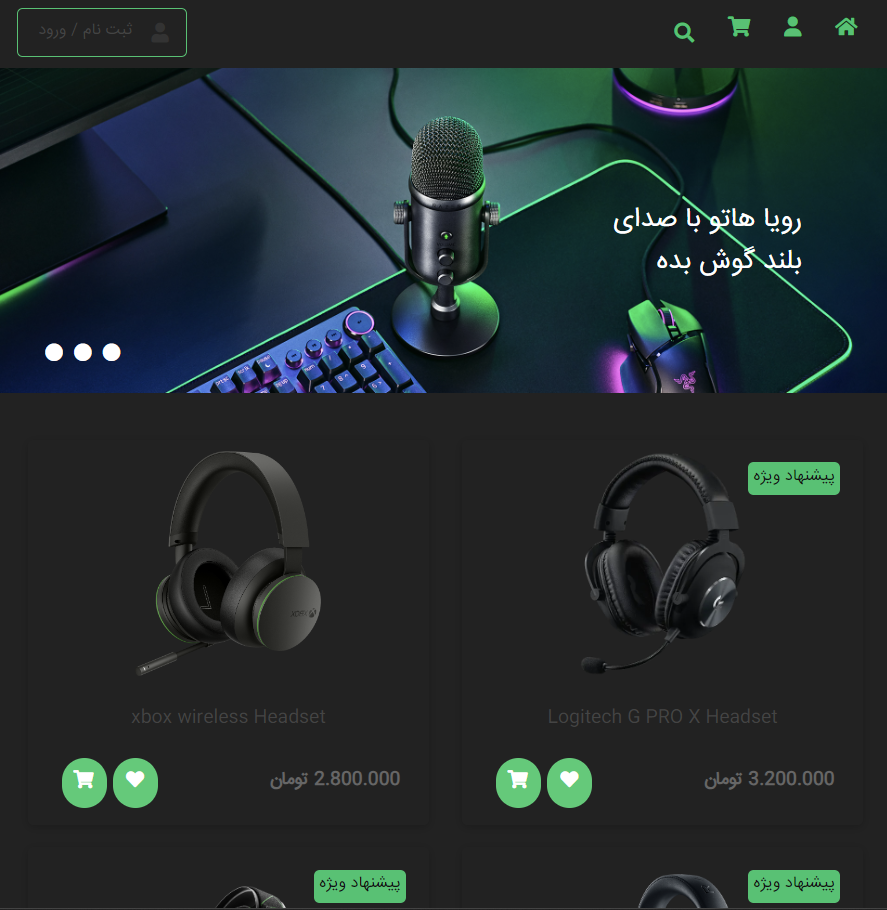 ثبت نام / ورود
رویا هاتو با صدای
بلند گوش بده
پیشنهاد ویژه
Logitech G PRO X Headset
3.200.000 تومان
xbox wireless Headset
2.800.000 تومان
پیشنهاد ویژه
پیشنهاد ویژه